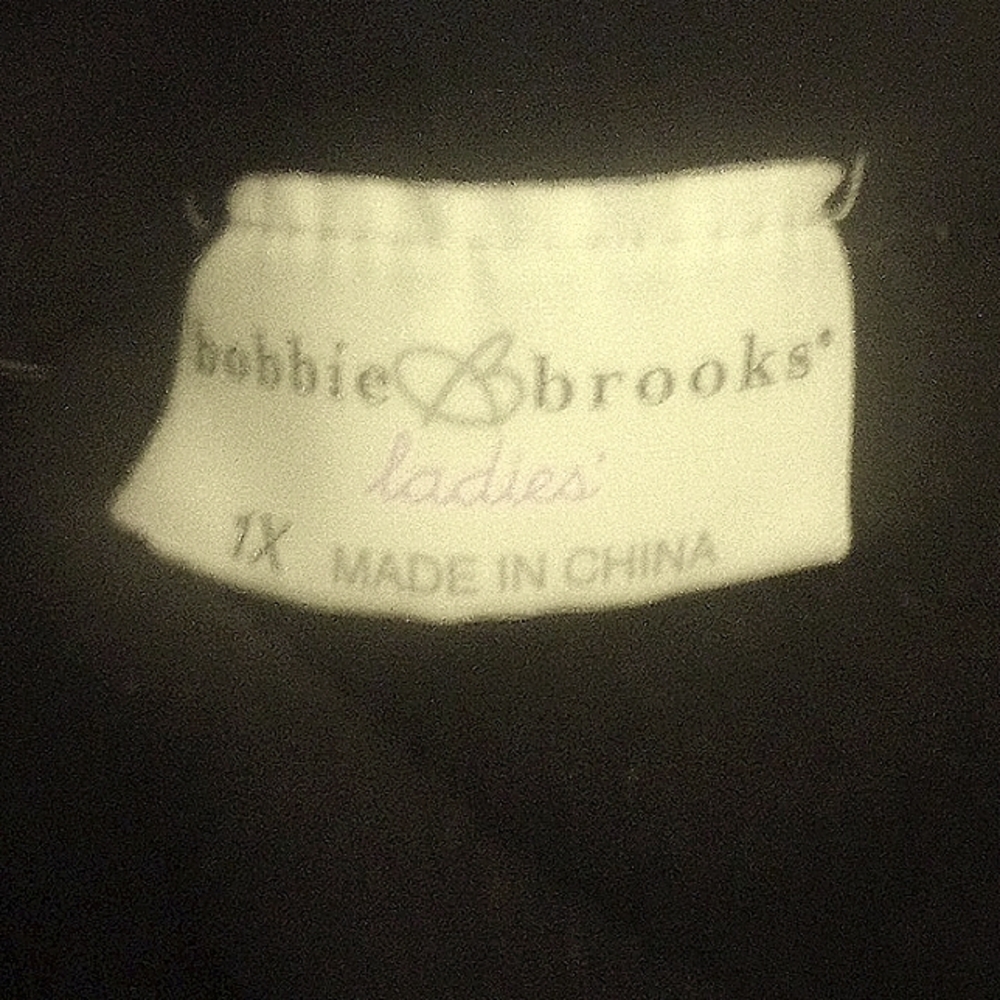 bobbie B brooks®
ladies'
1X MADE IN CHINA